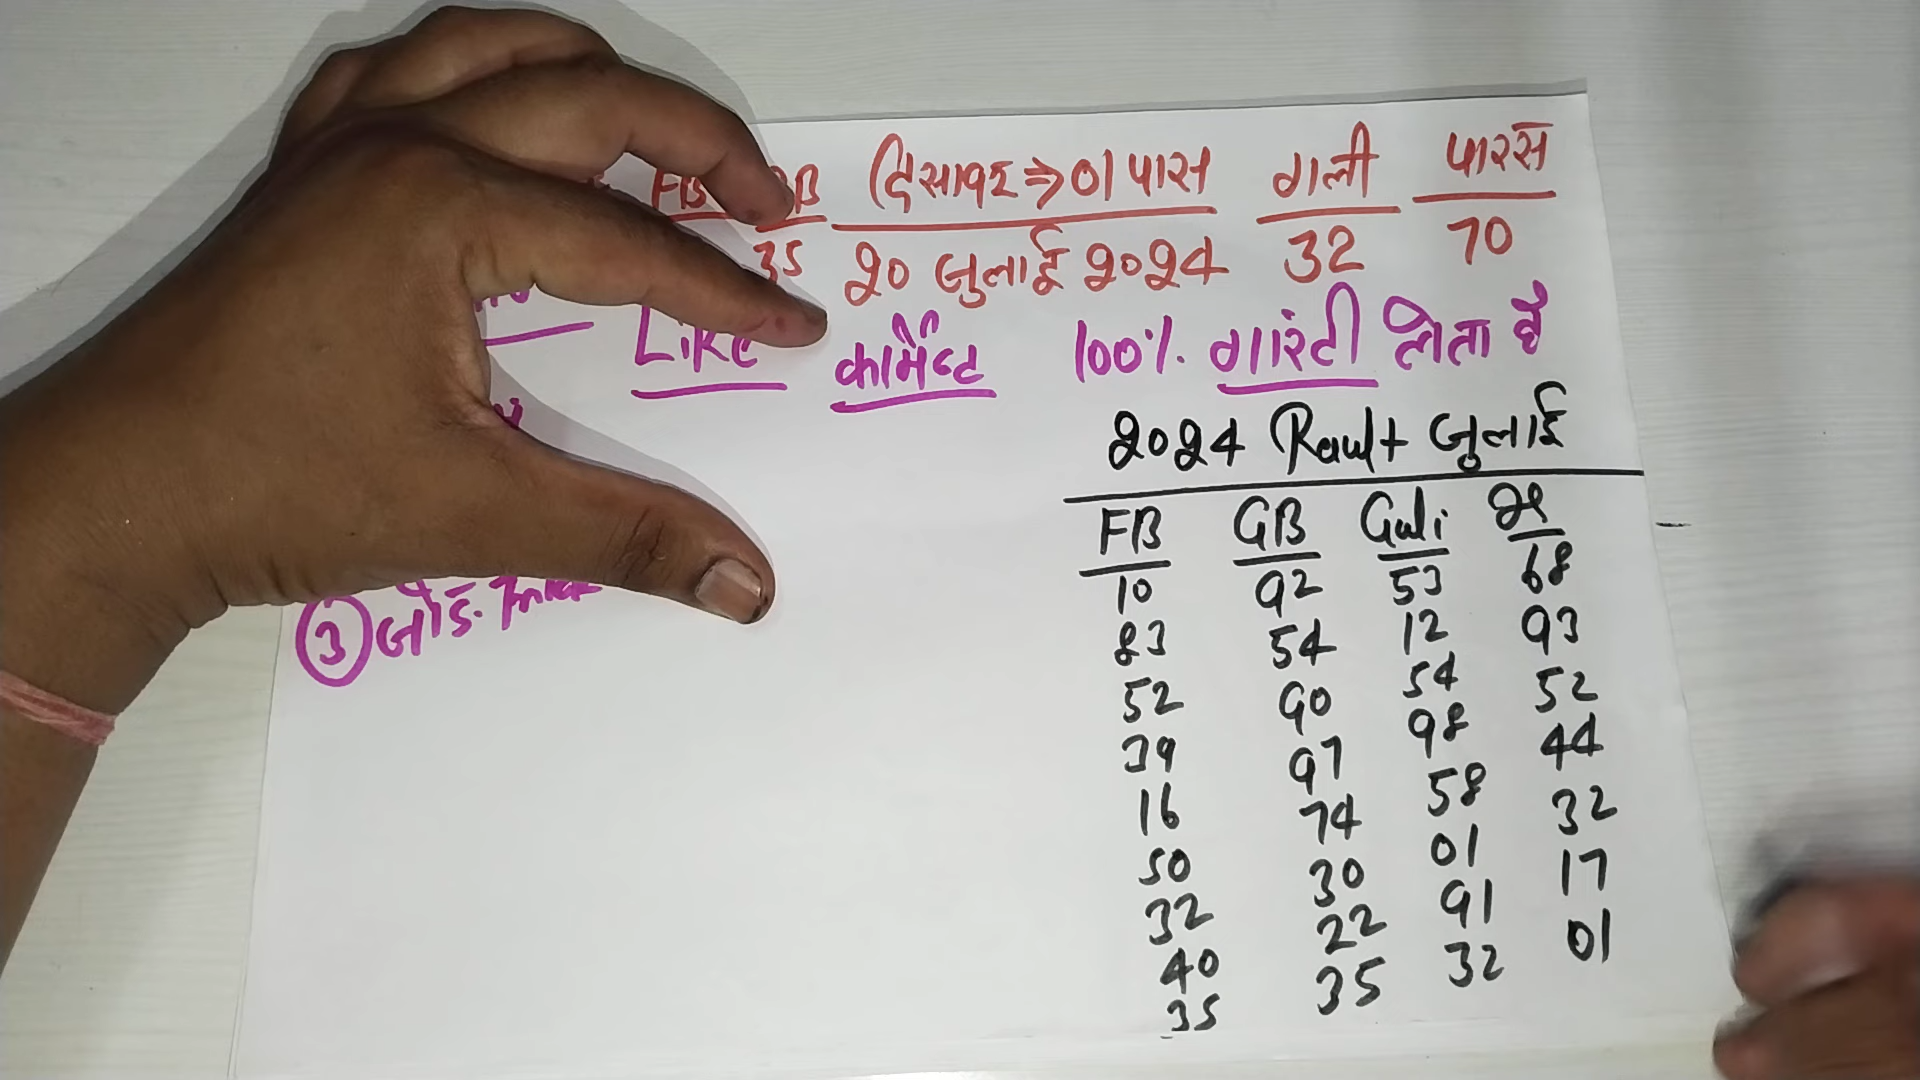 FB GB दिसावर ⇒ 01 पास गली पारस
35 20 जुलाई 2024 32 70
Like कामेंट 100% गारंटी लेता है
2024 Rault जुलाई
FB GB Gali
10 92 53 68
83 54 12 93
52 90 54 52
39 97 98 44
16 74 58 32
50 30 01 17
32 22 91 01
40 35 32
35
3 जोड़